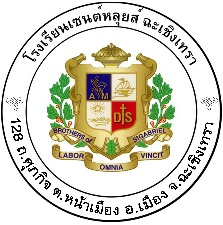 โรงเรียนเซนต์หลุยส์ ฉะเชิงเทรา
AM
DS
BROTHERS of St GABRIEL
LABOR OMNIA VINCIT
128 ถ.ศุภกิจ ต.หน้าเมือง อ.เมือง จ.ฉะเชิงเทรา